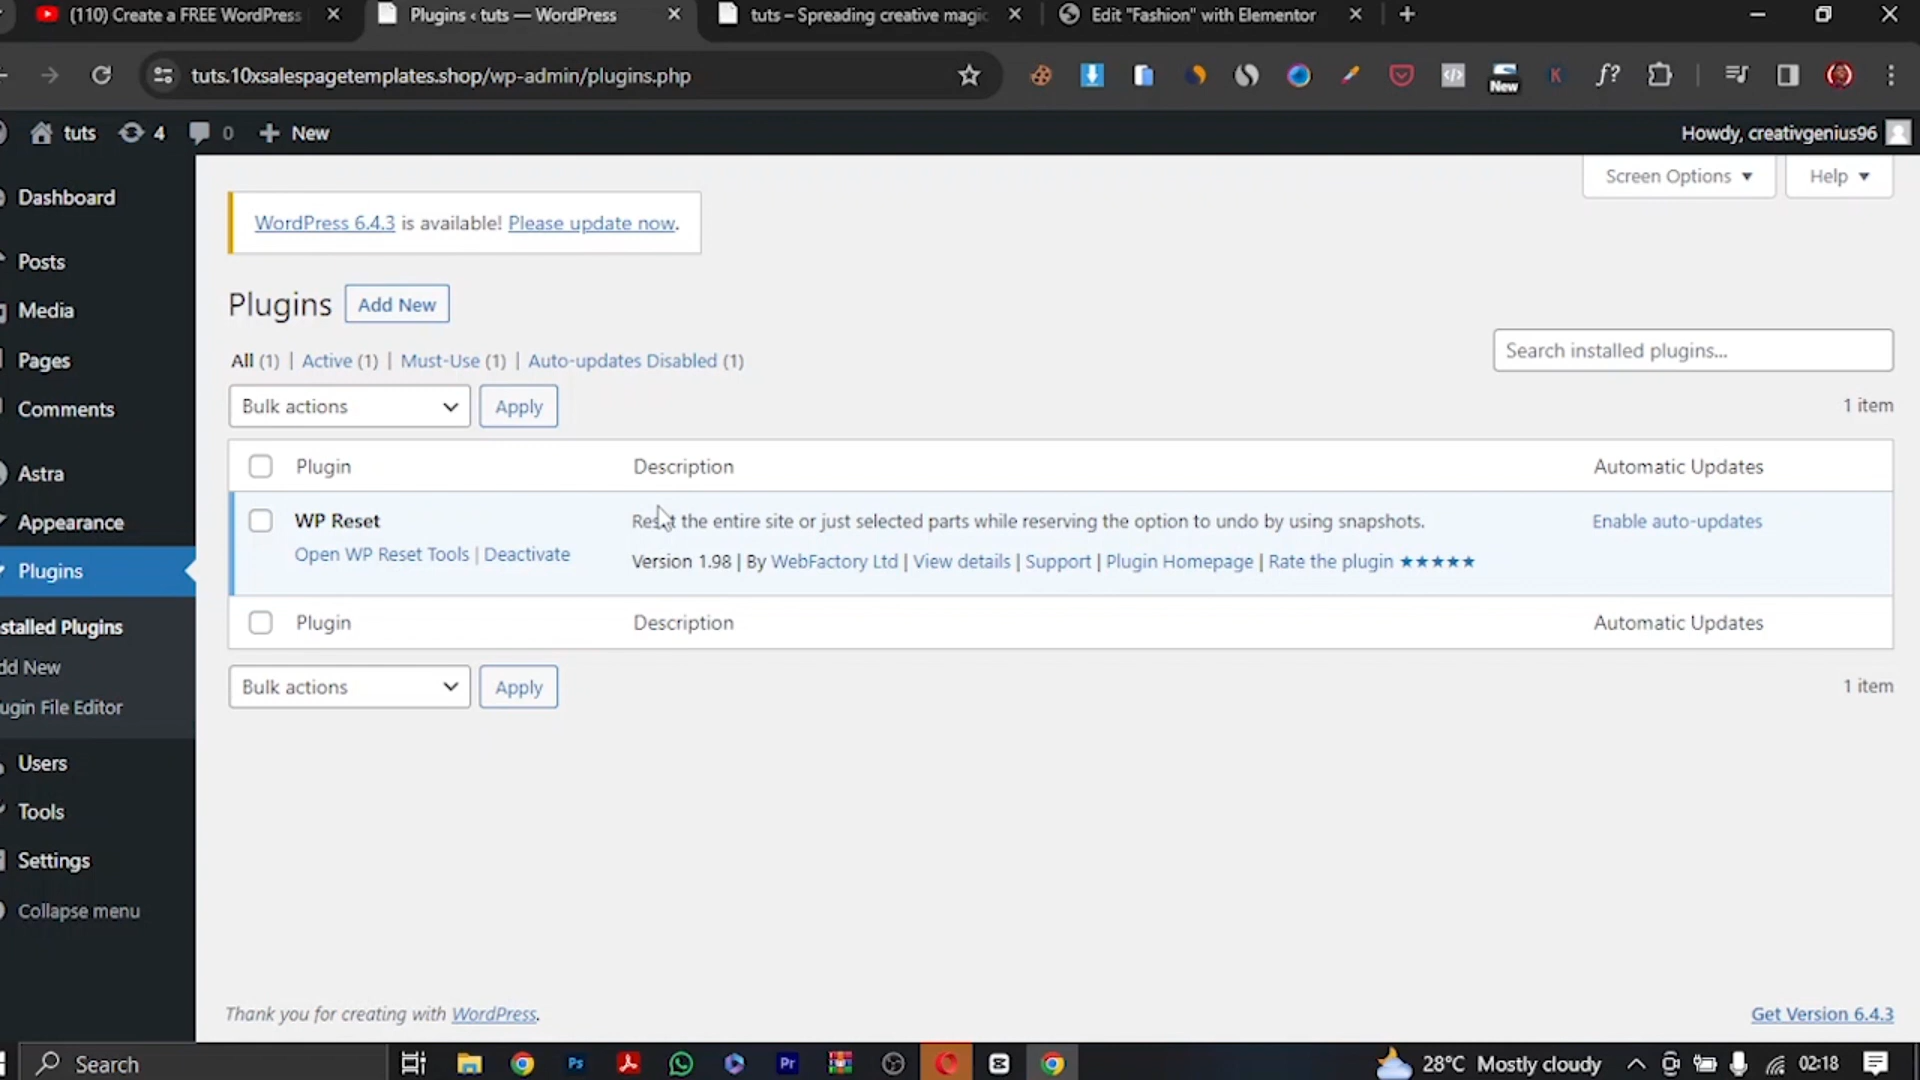 (110) Create a FREE WordPress
Plugins ‹ tuts — WordPress
tuts – Spreading creative magic
Edit "Fashion" with Elementor
tuts.10xsalespagetemplates.shop/wp-admin/plugins.php
New
f?
tuts 4 0 + New
Howdy, creativgenius96
Screen Options
Help
Dashboard
Posts
Media
Pages
Comments
Astra
Appearance
Plugins
stalled Plugins
dd New
ugin File Editor
Users
Tools
Settings
Collapse menu
WordPress 6.4.3 is available! Please update now.
Plugins Add New
All (1) | Active (1) | Must-Use (1) | Auto-updates Disabled (1)
Search installed plugins...
Bulk actions Apply
1 item
Plugin Description Automatic Updates
WP Reset
Open WP Reset Tools | Deactivate
Reset the entire site or just selected parts while reserving the option to undo by using snapshots.
Version 1.98 | By WebFactory Ltd | View details | Support | Plugin Homepage | Rate the plugin ★★★★★
Enable auto-updates
Plugin Description Automatic Updates
Bulk actions Apply
1 item
Thank you for creating with WordPress.
Get Version 6.4.3
Search
Ps
Pr
28°C Mostly cloudy
02:18